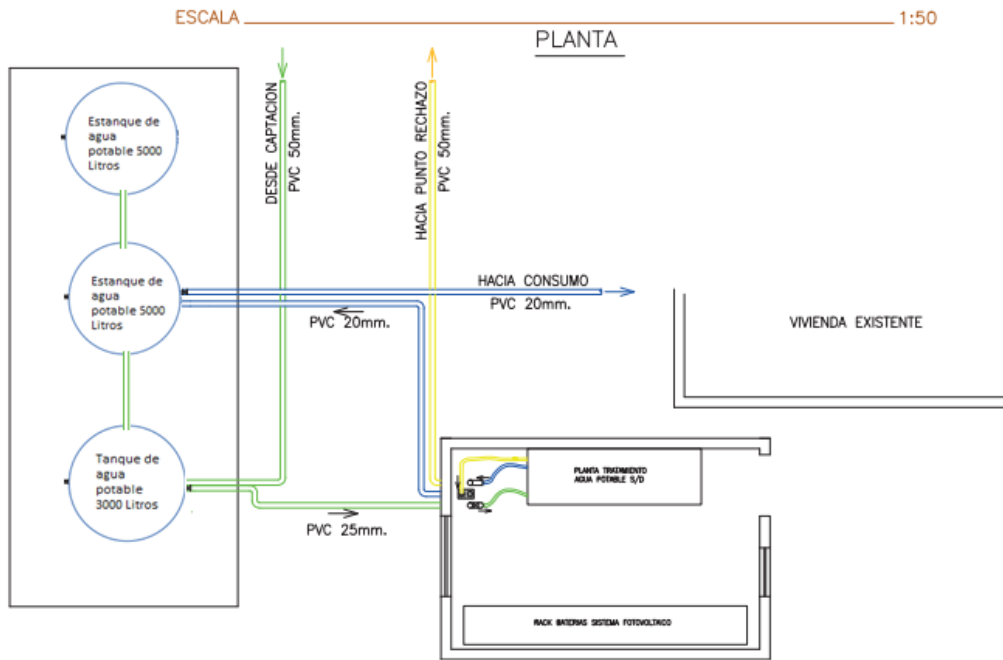 ESCALA 1:50
PLANTA
Estanque de
agua
potable 5000
Litros
DESDE CAPTACION
PVC 50mm.
HACIA PUNTO RECHAZO
PVC 50mm.
Estanque de
agua
potable 5000
Litros
HACIA CONSUMO
PVC 20mm.
PVC 20mm.
VIVIENDA EXISTENTE
Tanque de
agua
potable
3000 Litros
PVC 25mm.
PLANTA TRATAMIENTO
AGUA POTABLE S/D
RACK BATERIAS SISTEMA FOTOVOLTAICO